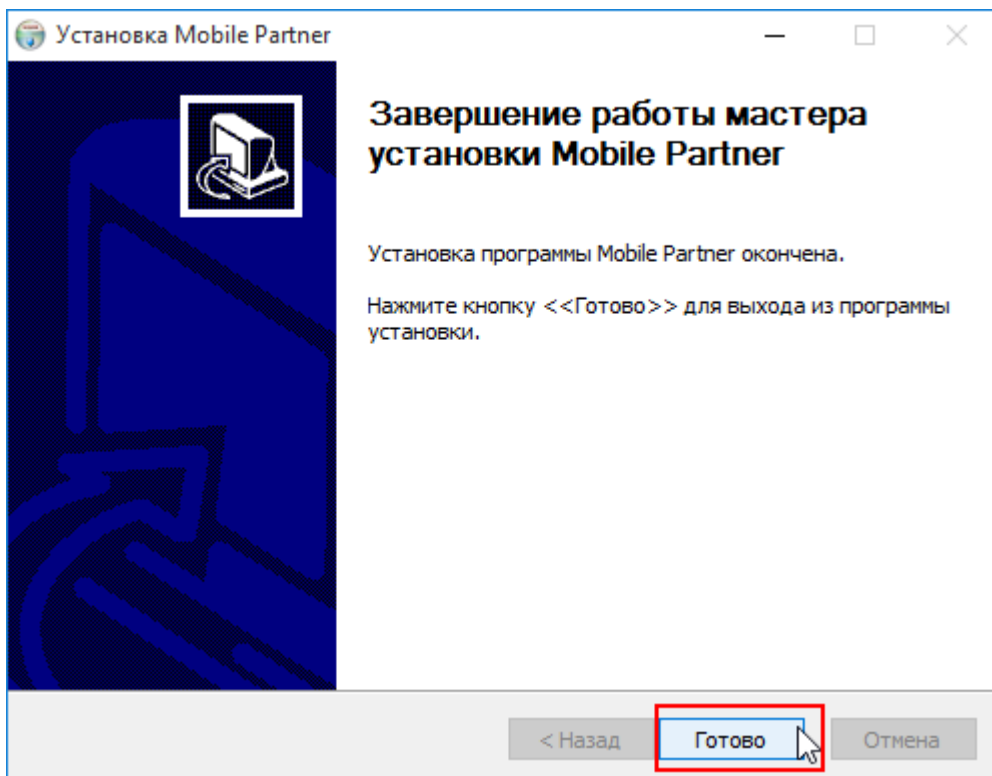 Установка Mobile Partner
Завершение работы мастера
установки Mobile Partner
Установка программы Mobile Partner окончена.
Нажмите кнопку <<Готово>> для выхода из программы
установки.
< Назад
Готово
Отмена